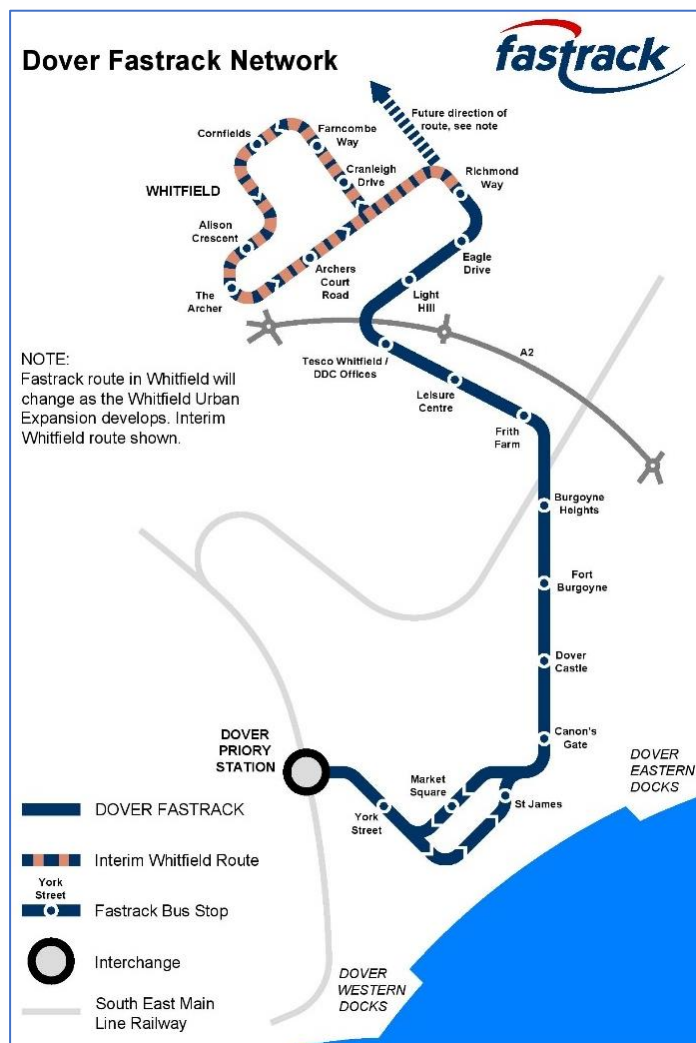 Dover Fastrack Network
fastrack
Future direction of
route, see note
Cornfields
Farncombe
Way
Cranleigh
Drive
Richmond
Way
WHITFIELD
Alison
Crescent
Eagle
Drive
Archers
Court
Road
The
Archer
Light
Hill
A2
NOTE:
Fastrack route in Whitfield will
change as the Whitfield Urban
Expansion develops. Interim
Whitfield route shown.
Tesco Whitfield /
DDC Offices
Leisure
Centre
Frith
Farm
Burgoyne
Heights
Fort
Burgoyne
Dover
Castle
Canon's
Gate
DOVER
PRIORY
STATION
DOVER
EASTERN
DOCKS
Market
Square
St James
York
Street
DOVER FASTRACK
Interim Whitfield Route
York
Street
Fastrack Bus Stop
Interchange
South East Main
Line Railway
DOVER
WESTERN
DOCKS